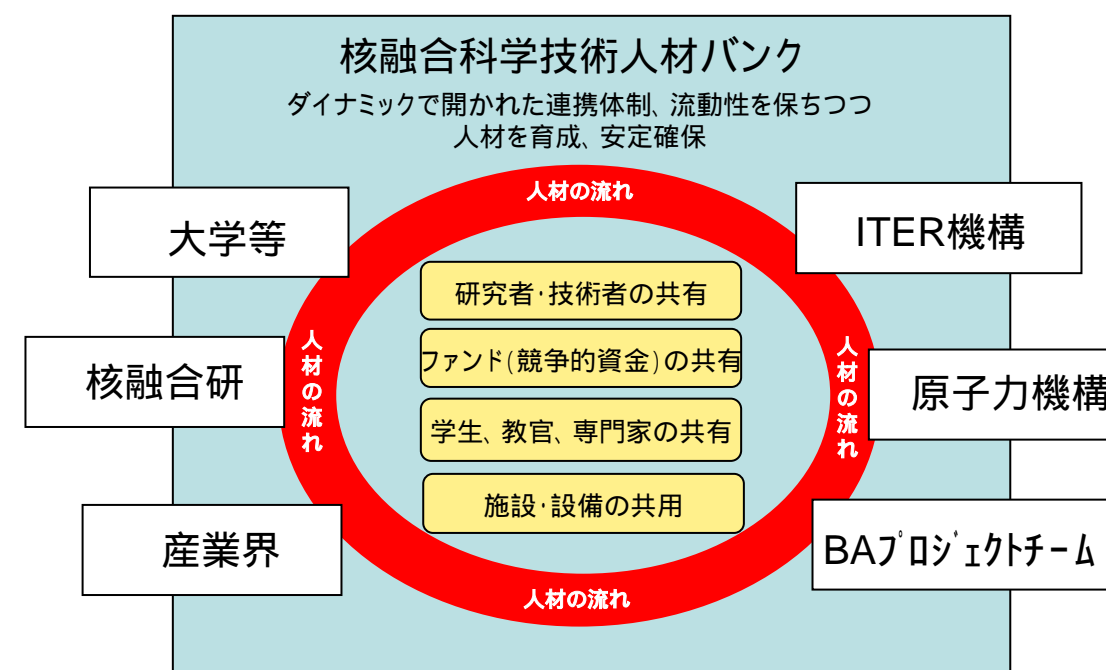 核融合科学技術人材バンク
ダイナミックで開かれた連携体制、流動性を保ちつつ
人材を育成、安定確保
人材の流れ
大学等
ITER機構
研究者・技術者の共有
人材の流れ
ファンド(競争的資金)の共有
人材の流れ
核融合研
原子力機構
学生、教官、専門家の共有
施設・設備の共用
産業界
BAプロジェクトチーム
人材の流れ